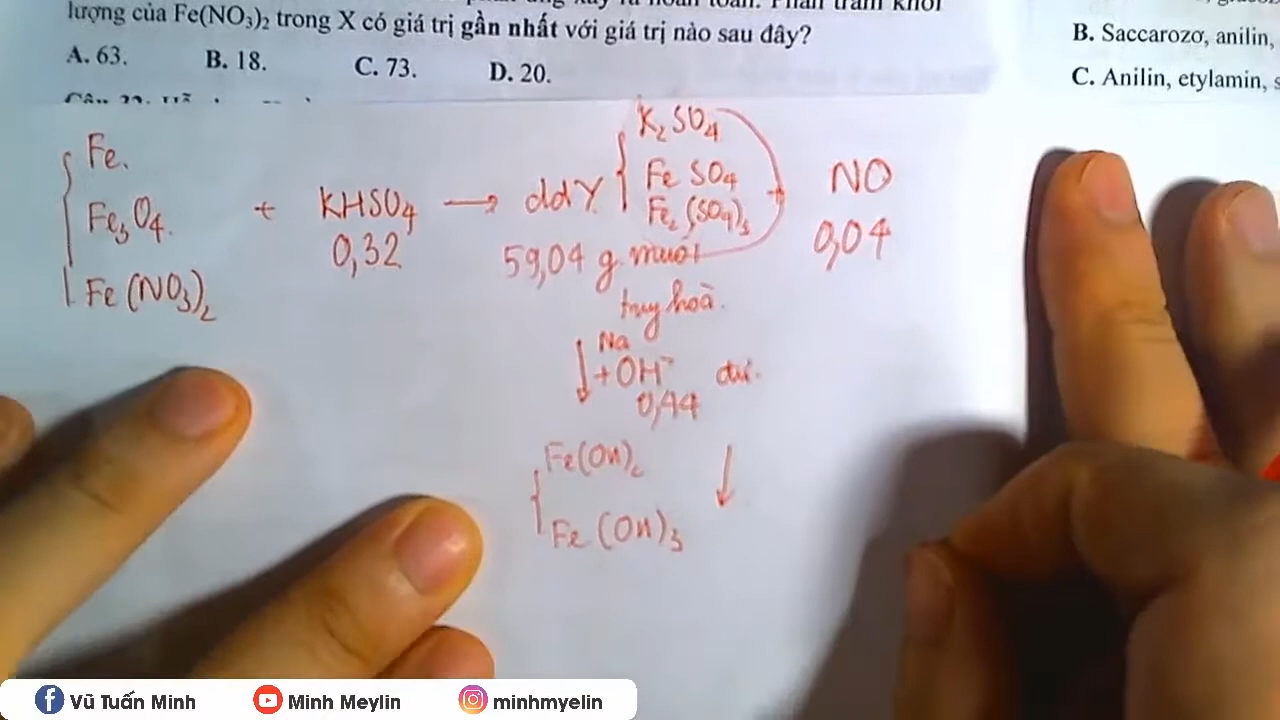 lượng của Fe(NO₃)₂ trong X có giá trị gần nhất với giá trị nào sau đây?
A. 63. B. 18. C. 73. D. 20.
B. Saccarozơ, anilin,
C. Anilin, etylamin, s
Fe.
Fe₃O₄.
Fe(NO₃)₂
+ KHSO₄ → ddY
0,32
K₂SO₄
FeSO₄
Fe₂(SO₄)₃
59,04 g muối
trung hoà.
+ NO
0,04
Na
+OH⁻ dư.
0,44
Fe(OH)₂
Fe(OH)₃
↓
Vũ Tuấn Minh Minh Meylin minhmyelin